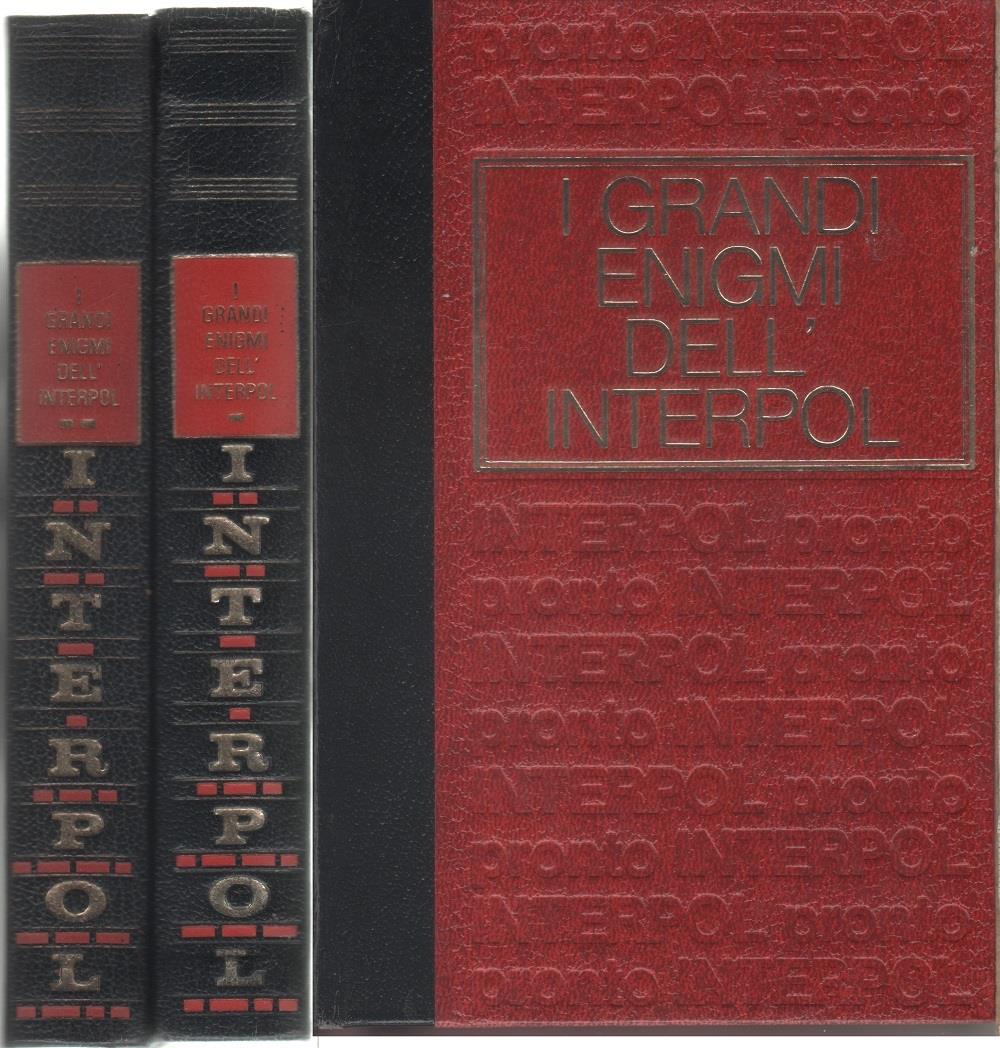 I
GRANDI
ENIGMI
DELL'
INTERPOL
I
N
T
E
R
P
O
L
I
GRANDI
ENIGMI
DELL'
INTERPOL
I
N
T
E
R
P
O
L
pronto INTERPOL
INTERPOL pronto
I GRANDI
ENIGMI
DELL'
INTERPOL
INTERPOL pronto
pronto INTERPOL
INTERPOL pronto
pronto INTERPOL
INTERPOL pronto
pronto INTERPOL
INTERPOL pronto
pronto INTERPOL